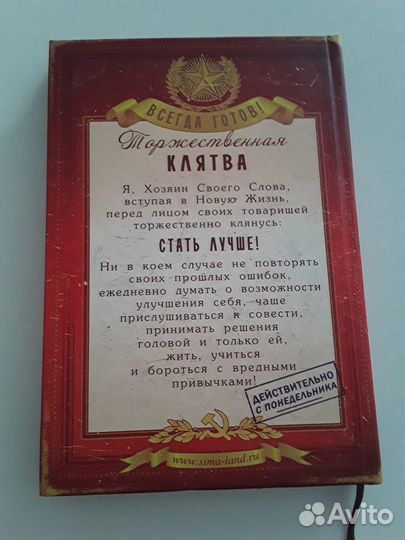 ВСЕГДА ГОТОВ!
Торжественная
КЛЯТВА
Я, Хозяин Своего Слова,
вступая в Новую Жизнь,
перед лицом своих товарищей
торжественно клянусь:
СТАТЬ ЛУЧШЕ!
Ни в коем случае не повторять
своих прошлых ошибок,
ежедневно думать о возможности
улучшения себя, чаще
прислушиваться к совести,
принимать решения
головой и только ей,
жить, учиться
и бороться с вредными
привычками!
ДЕЙСТВИТЕЛЬНО
С ПОНЕДЕЛЬНИКА
www.sima-land.ru
Avito